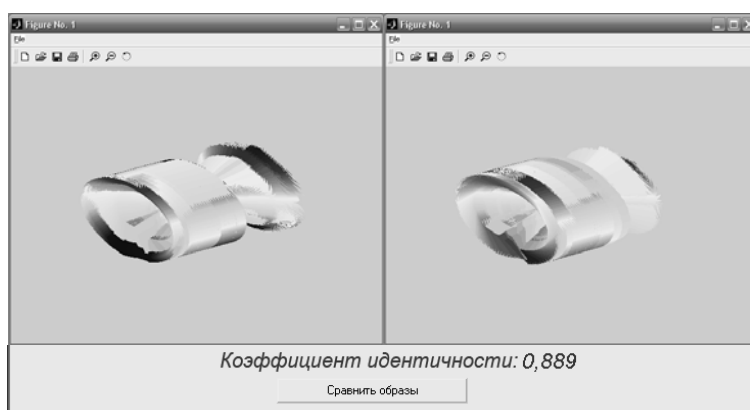 Figure No. 1
File
Figure No. 1
File
Коэффициент идентичности: 0,889
Сравнить образы